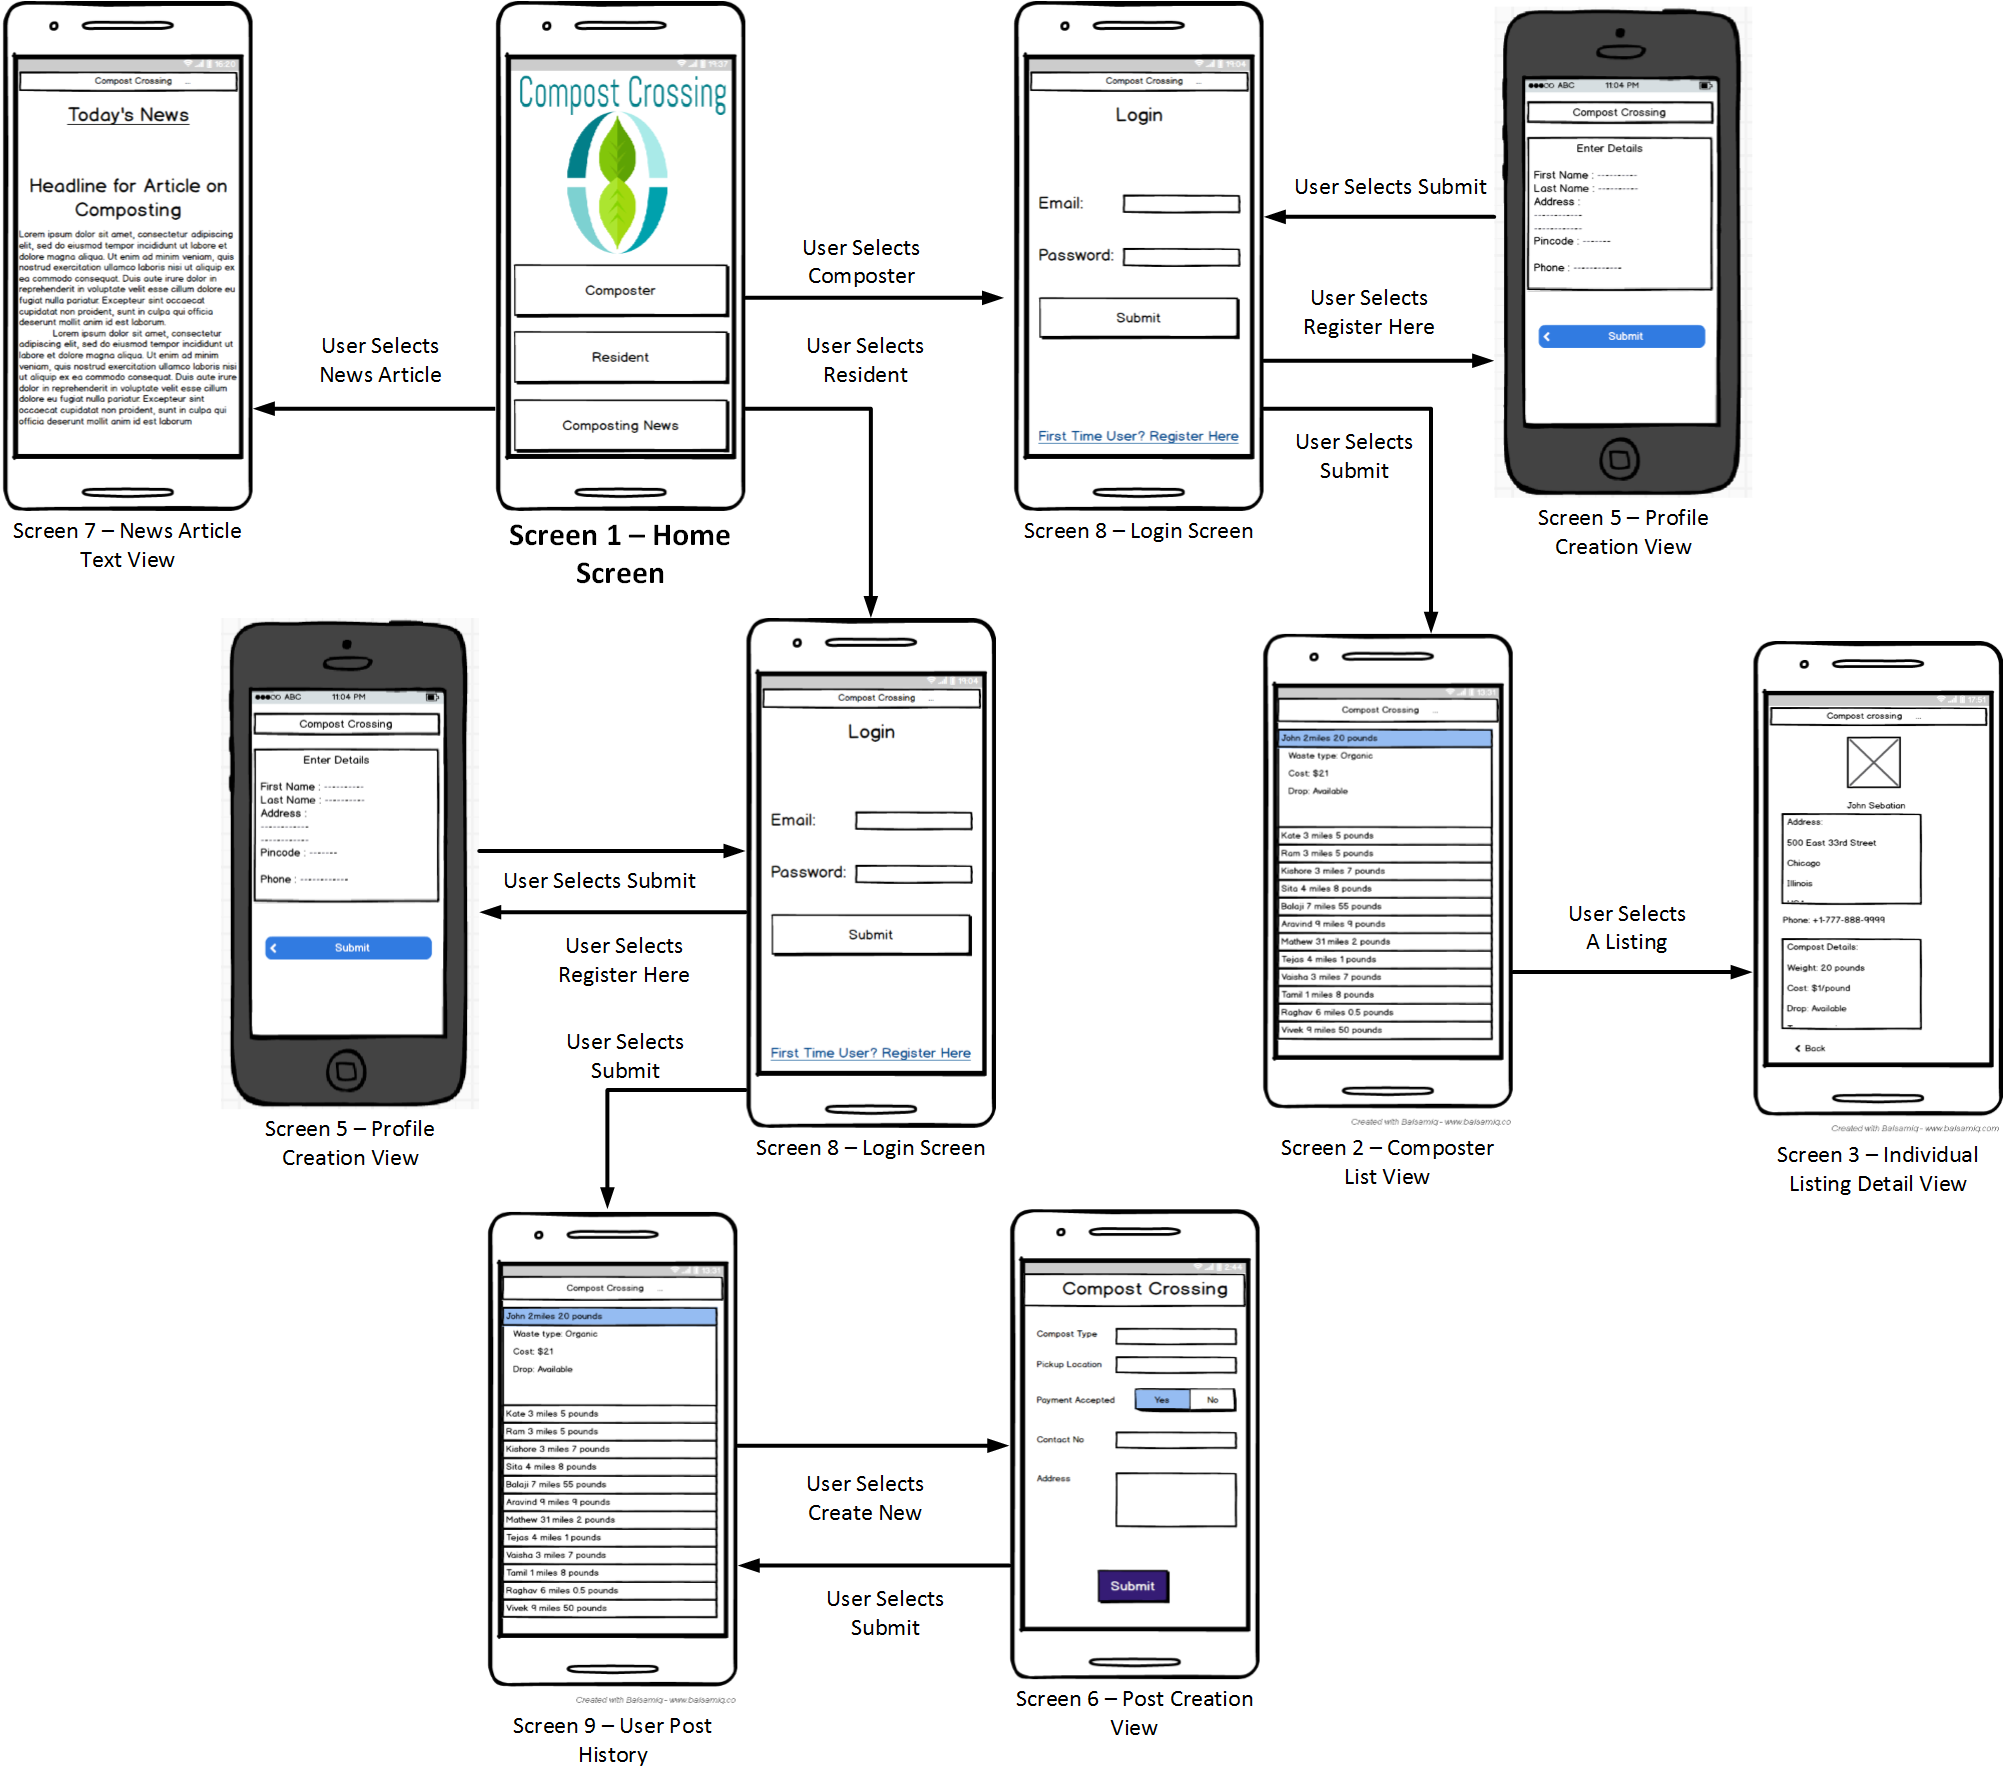 16:20
Compost Crossing ...
Today's News
Headline for Article on
Composting
Lorem ipsum dolor sit amet, consectetur adipiscing
elit, sed do eiusmod tempor incididunt ut labore et
dolore magna aliqua. Ut enim ad minim veniam, quis
nostrud exercitation ullamco laboris nisi ut aliquip ex
ea commodo consequat. Duis aute irure dolor in
reprehenderit in voluptate velit esse cillum dolore eu
fugiat nulla pariatur. Excepteur sint occaecat
cupidatat non proident, sunt in culpa qui officia
deserunt mollit anim id est laborum.
Lorem ipsum dolor sit amet, consectetur
adipiscing elit, sed do eiusmod tempor incididunt ut
labore et dolore magna aliqua. Ut enim ad minim
veniam, quis nostrud exercitation ullamco laboris nisi
ut aliquip ex ea commodo consequat. Duis aute irure
dolor in reprehenderit in voluptate velit esse cillum
dolore eu fugiat nulla pariatur. Excepteur sint
occaecat cupidatat non proident, sunt in culpa qui
officia deserunt mollit anim id est laborum
Screen 7 – News Article
Text View
User Selects
News Article
Compost Crossing
Composter
Resident
Composting News
Screen 1 – Home
Screen
User Selects
Composter
User Selects
Resident
19:04
Compost Crossing ...
Login
Email:
Password:
Submit
First Time User? Register Here
Screen 8 – Login Screen
User Selects Submit
User Selects
Register Here
User Selects
Submit
ABC 11:04 PM
Compost Crossing
Enter Details
First Name : ----------
Last Name : ----------
Address :
------------
------------
Pincode : -------
Phone : ------------
Submit
Screen 5 – Profile
Creation View
ABC 11:04 PM
Compost Crossing
Enter Details
First Name : ----------
Last Name : ----------
Address :
------------
------------
Pincode : -------
Phone : ------------
Submit
Screen 5 – Profile
Creation View
User Selects Submit
User Selects
Register Here
User Selects
Submit
19:04
Compost Crossing ...
Login
Email:
Password:
Submit
First Time User? Register Here
Screen 8 – Login Screen
13:31
Compost Crossing ...
John 2miles 20 pounds
Waste type: Organic
Cost: $21
Drop: Available
Kate 3 miles 5 pounds
Ram 3 miles 5 pounds
Kishore 3 miles 7 pounds
Sita 4 miles 8 pounds
Balaji 7 miles 55 pounds
Aravind 9 miles 9 pounds
Mathew 31 miles 2 pounds
Tejas 4 miles 1 pounds
Vaisha 3 miles 7 pounds
Tamil 1 miles 8 pounds
Raghav 6 miles 0.5 pounds
Vivek 9 miles 50 pounds
Created with Balsamiq - www.balsamiq.co
Screen 2 – Composter
List View
User Selects
A Listing
17:51
Compost crossing ...
John Sebatian
Address:
500 East 33rd Street
Chicago
Illinois
Phone: +1-777-888-9999
Compost Details:
Weight: 20 pounds
Cost: $1/pound
Drop: Available
Back
Created with Balsamiq - www.balsamiq.com
Screen 3 – Individual
Listing Detail View
13:31
Compost Crossing ...
John 2miles 20 pounds
Waste type: Organic
Cost: $21
Drop: Available
Kate 3 miles 5 pounds
Ram 3 miles 5 pounds
Kishore 3 miles 7 pounds
Sita 4 miles 8 pounds
Balaji 7 miles 55 pounds
Aravind 9 miles 9 pounds
Mathew 31 miles 2 pounds
Tejas 4 miles 1 pounds
Vaisha 3 miles 7 pounds
Tamil 1 miles 8 pounds
Raghav 6 miles 0.5 pounds
Vivek 9 miles 50 pounds
Created with Balsamiq - www.balsamiq.co
Screen 9 – User Post
History
User Selects
Create New
User Selects
Submit
2:44
Compost Crossing
Compost Type
Pickup Location
Payment Accepted Yes No
Contact No
Address
Submit
Screen 6 – Post Creation
View